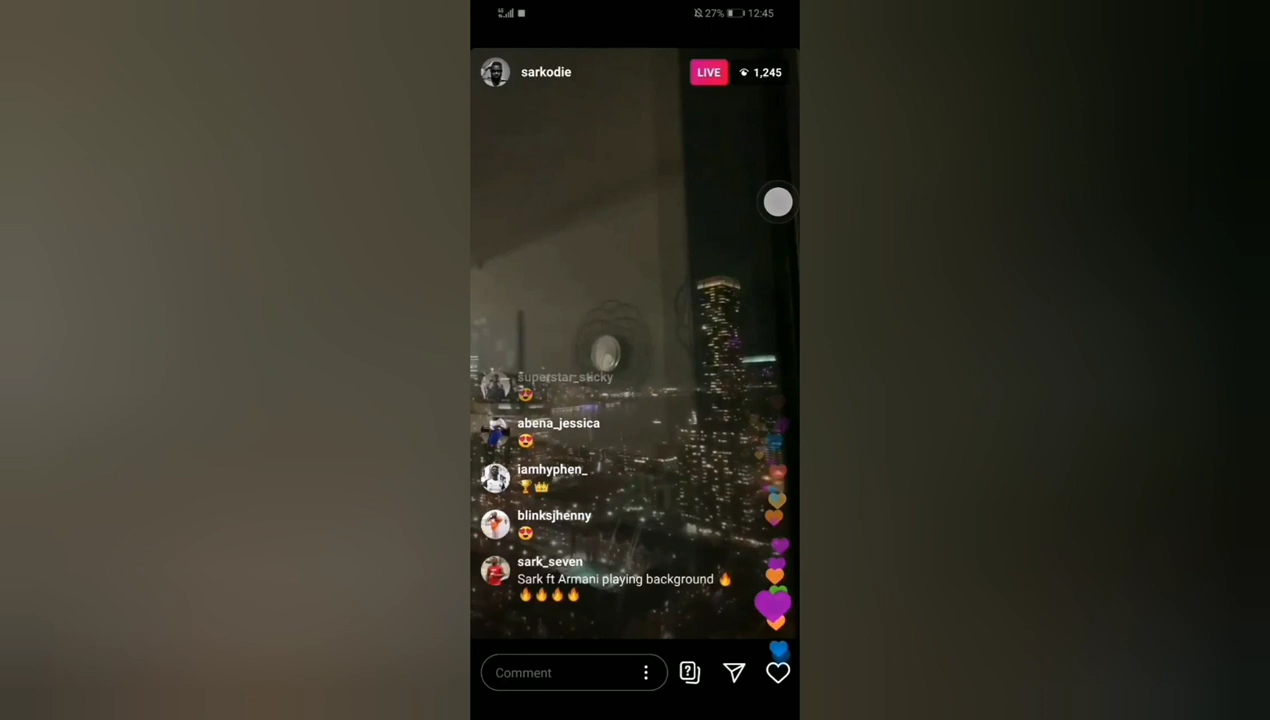 27% 12:45
sarkodie LIVE 1,245
superstar_sticky
😍
abena_jessica
😍
iamhyphen_
🏆👑
blinksjhenny
😍
sark_seven
Sark ft Armani playing background 🔥
🔥🔥🔥🔥
Comment